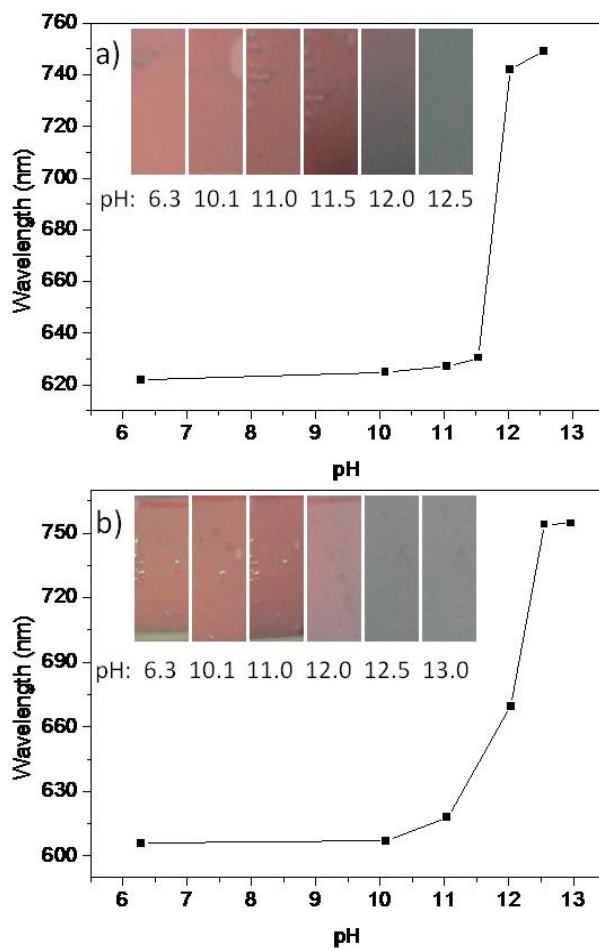 760
a)
740
720
700
pH: 6.3 10.1 11.0 11.5 12.0 12.5
680
660
640
620
Wavelength (nm)
6 7 8 9 10 11 12 13
pH
b)
750
720
690
pH: 6.3 10.1 11.0 12.0 12.5 13.0
660
630
600
Wavelength (nm)
6 7 8 9 10 11 12 13
pH